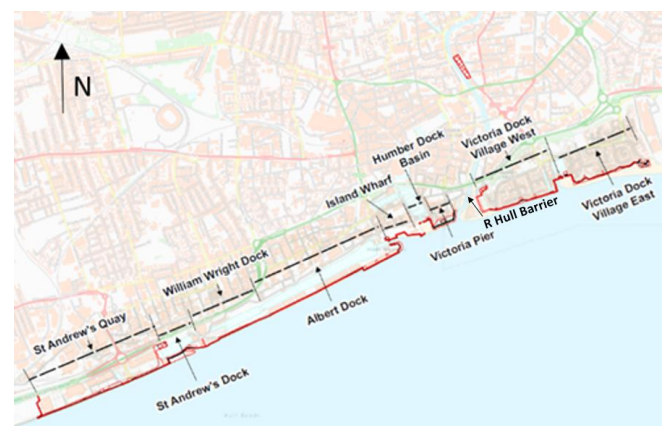 N
Humber Dock
Basin
Victoria Dock
Village West
Island Wharf
R Hull Barrier
Victoria Dock
Village East
Victoria Pier
William Wright Dock
Albert Dock
St Andrew's Quay
St Andrew's Dock